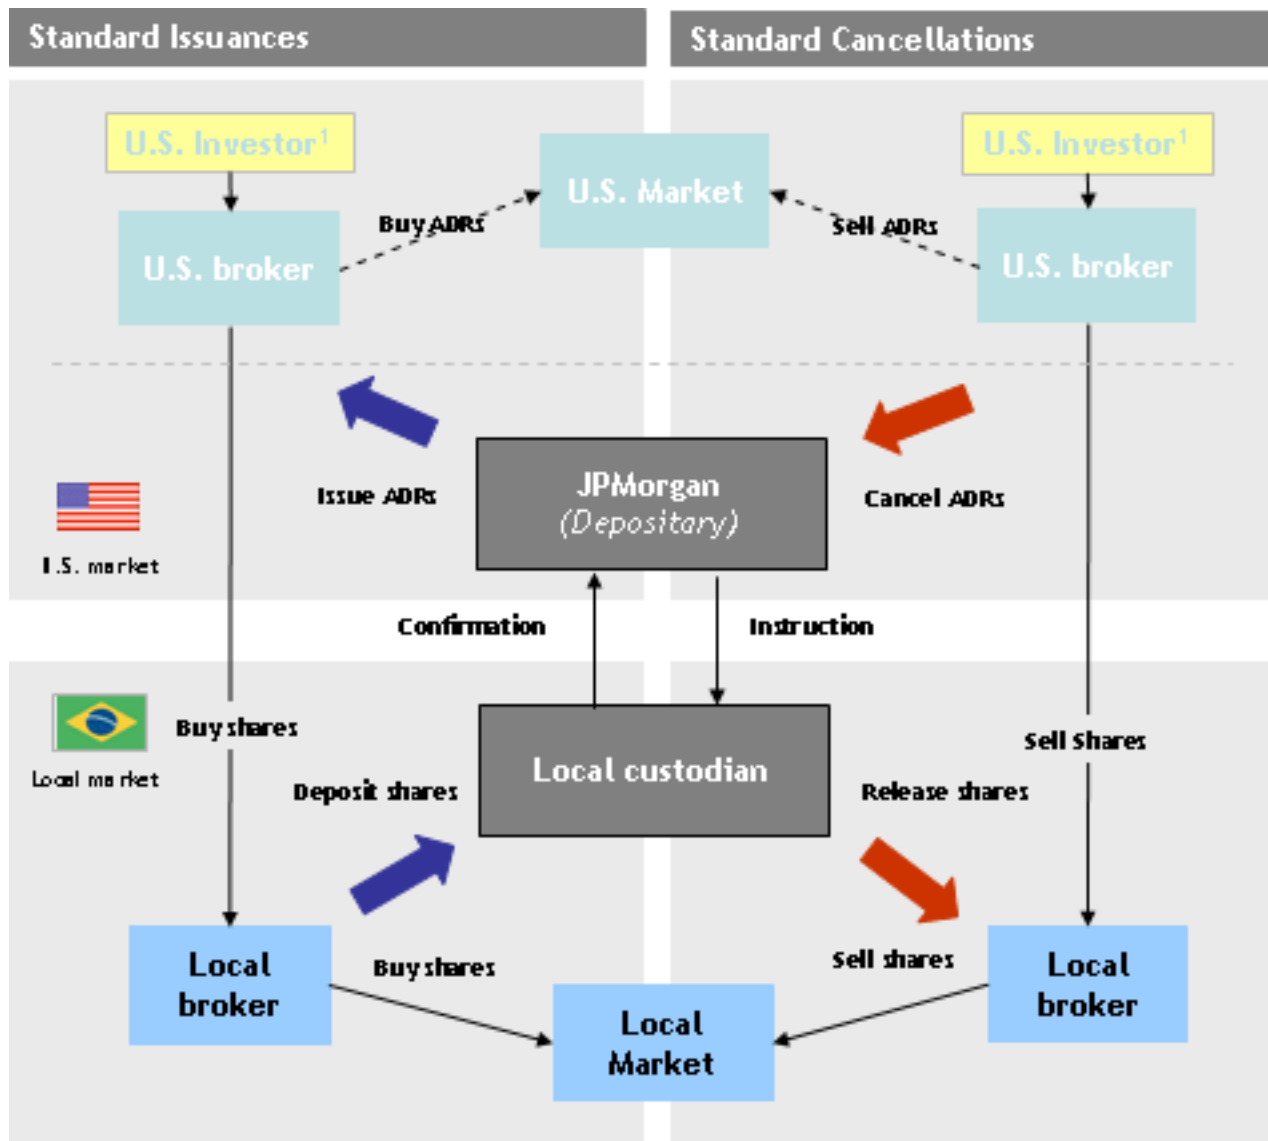 Standard Issuances
Standard Cancellations
U.S. Investor¹
U.S. Investor¹
U.S. Market
Buy ADRs
Sell ADRs
U.S. broker
U.S. broker
JPMorgan
(Depositary)
Issue ADRs
Cancel ADRs
U.S. market
Confirmation
Instruction
Buy shares
Sell Shares
Local custodian
Local market
Deposit shares
Release shares
Local
broker
Buy shares
Sell shares
Local
broker
Local
Market